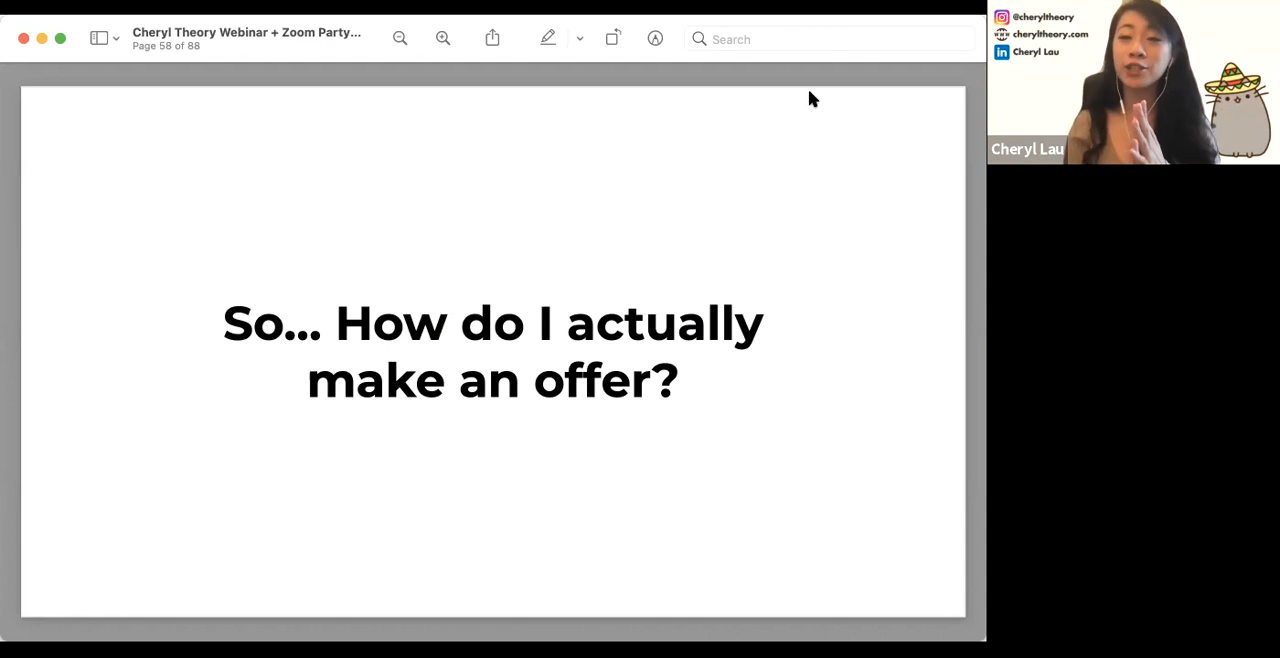 Cheryl Theory Webinar + Zoom Party...
Page 58 of 88
Search
So... How do I actually
make an offer?
@cheryltheory
cheryltheory.com
Cheryl Lau
Cheryl Lau